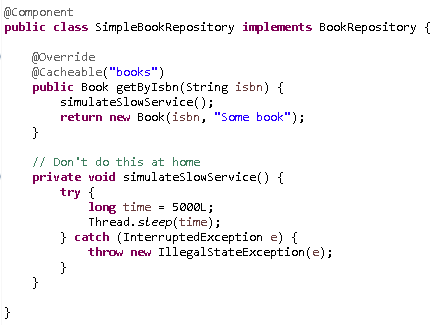 @Component
public class SimpleBookRepository implements BookRepository {
@Override
@Cacheable("books")
public Book getByIsbn(String isbn) {
simulateSlowService();
return new Book(isbn, "Some book");
}
// Don't do this at home
private void simulateSlowService() {
try {
long time = 5000L;
Thread.sleep(time);
} catch (InterruptedException e) {
throw new IllegalStateException(e);
}
}
}